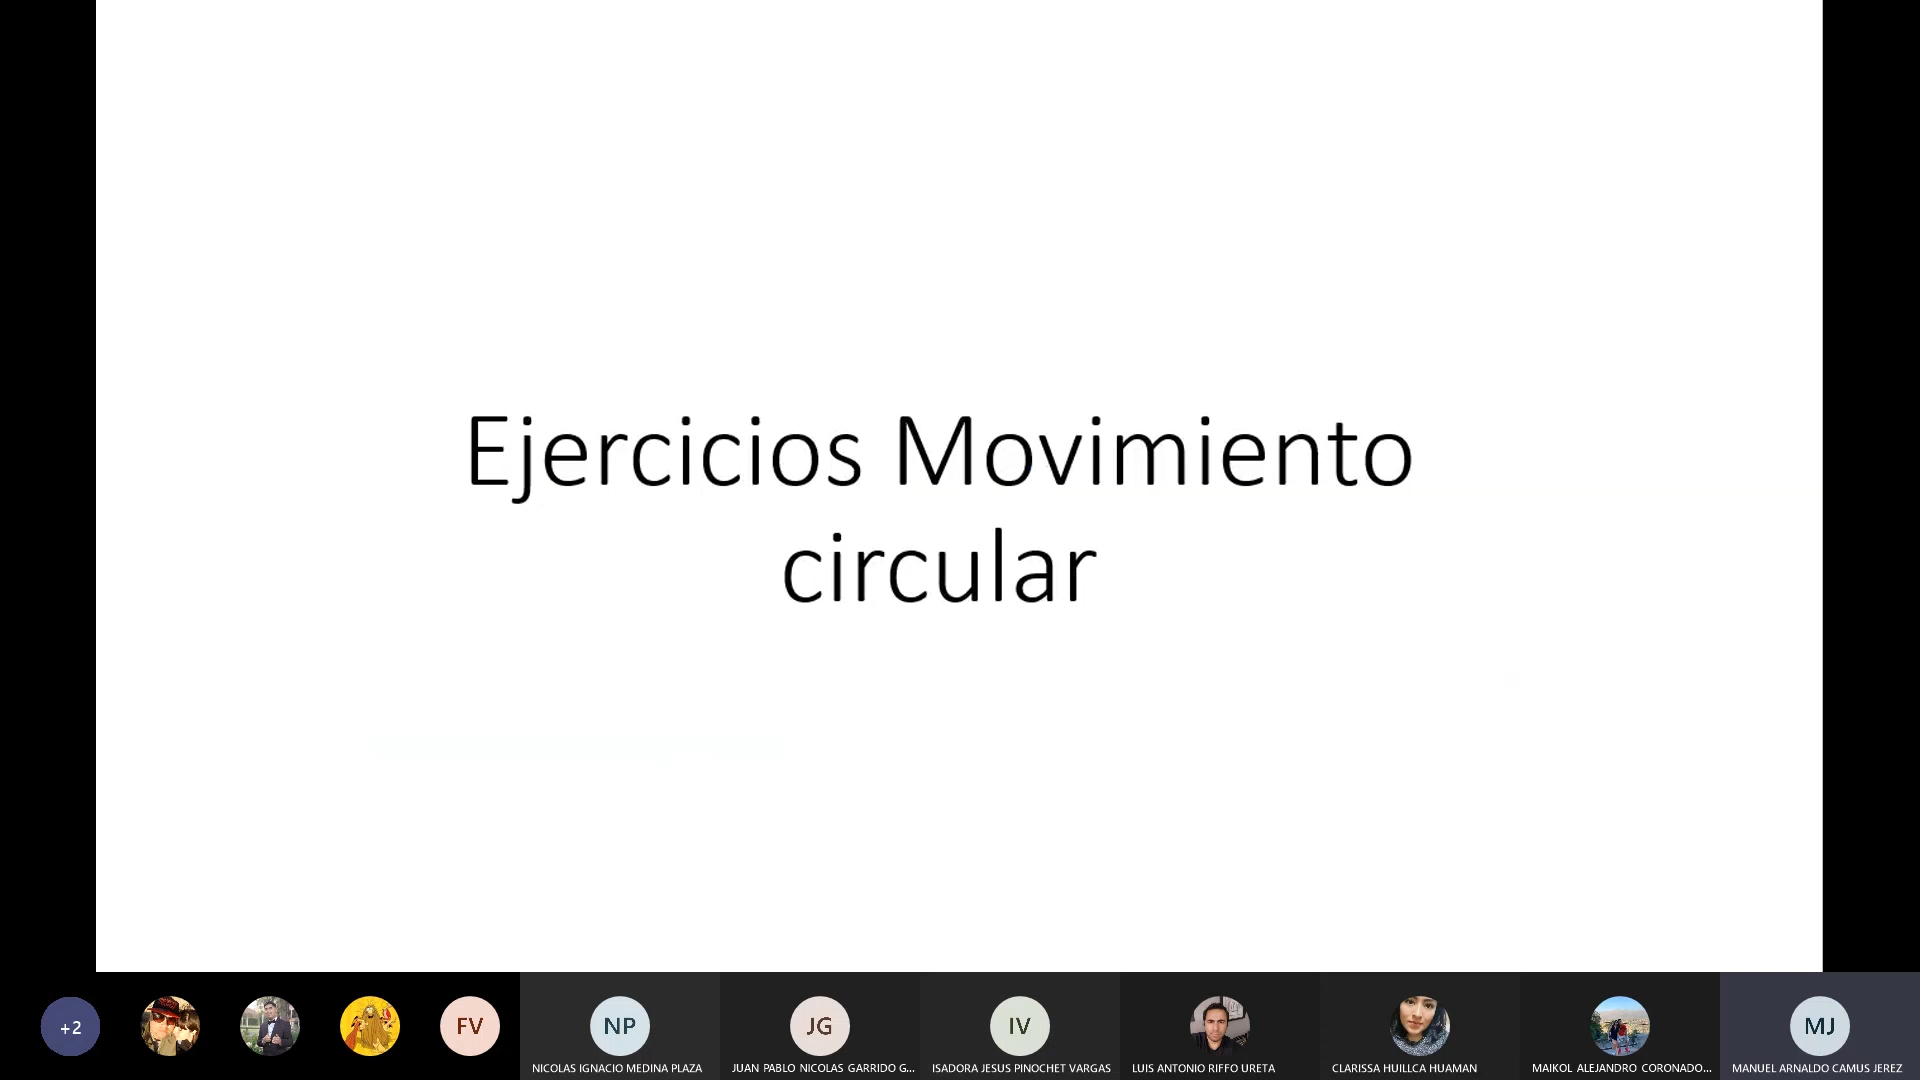 Ejercicios Movimiento
circular
+2
FV
NP
JG
IV
MJ
NICOLAS IGNACIO MEDINA PLAZA
JUAN PABLO NICOLAS GARRIDO G...
ISADORA JESUS PINOCHET VARGAS
LUIS ANTONIO RIFFO URETA
CLARISSA HUILLCA HUAMAN
MAIKOL ALEJANDRO CORONADO...
MANUEL ARNALDO CAMUS JEREZ